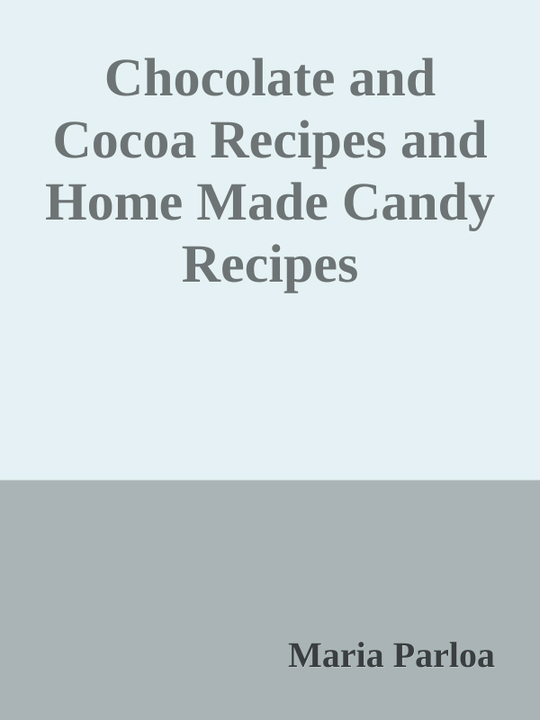 Chocolate and
Cocoa Recipes and
Home Made Candy
Recipes
Maria Parloa